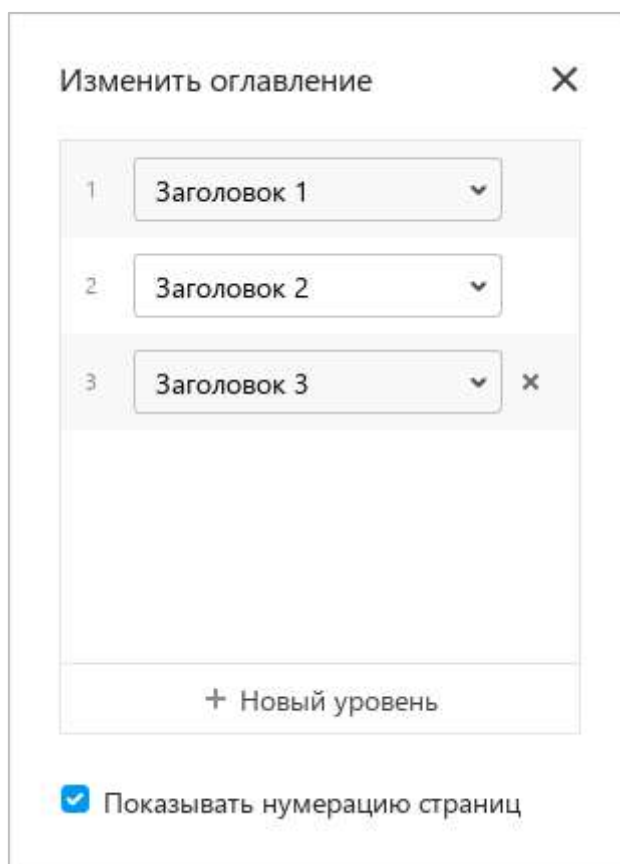 Изменить оглавление
1 Заголовок 1
2 Заголовок 2
3 Заголовок 3
+ Новый уровень
Показывать нумерацию страниц